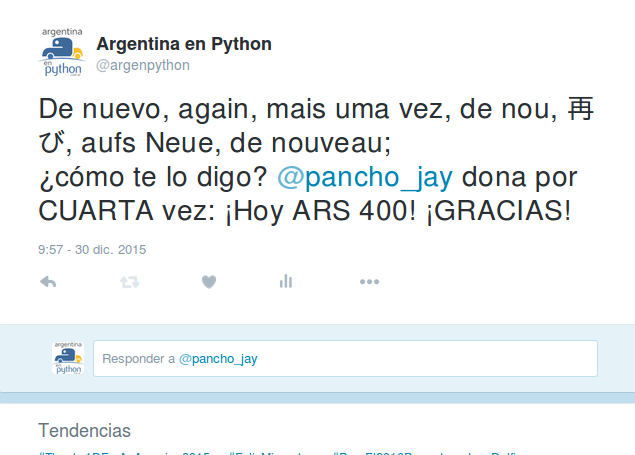 argentina
en
python
Argentina en Python
@argenpython
De nuevo, again, mais uma vez, de nou, 再
び, aufs Neue, de nouveau;
¿cómo te lo digo? @pancho_jay dona por
CUARTA vez: ¡Hoy ARS 400! ¡GRACIAS!
9:57 - 30 dic. 2015
argentina
en
python
Responder a @pancho_jay
Tendencias